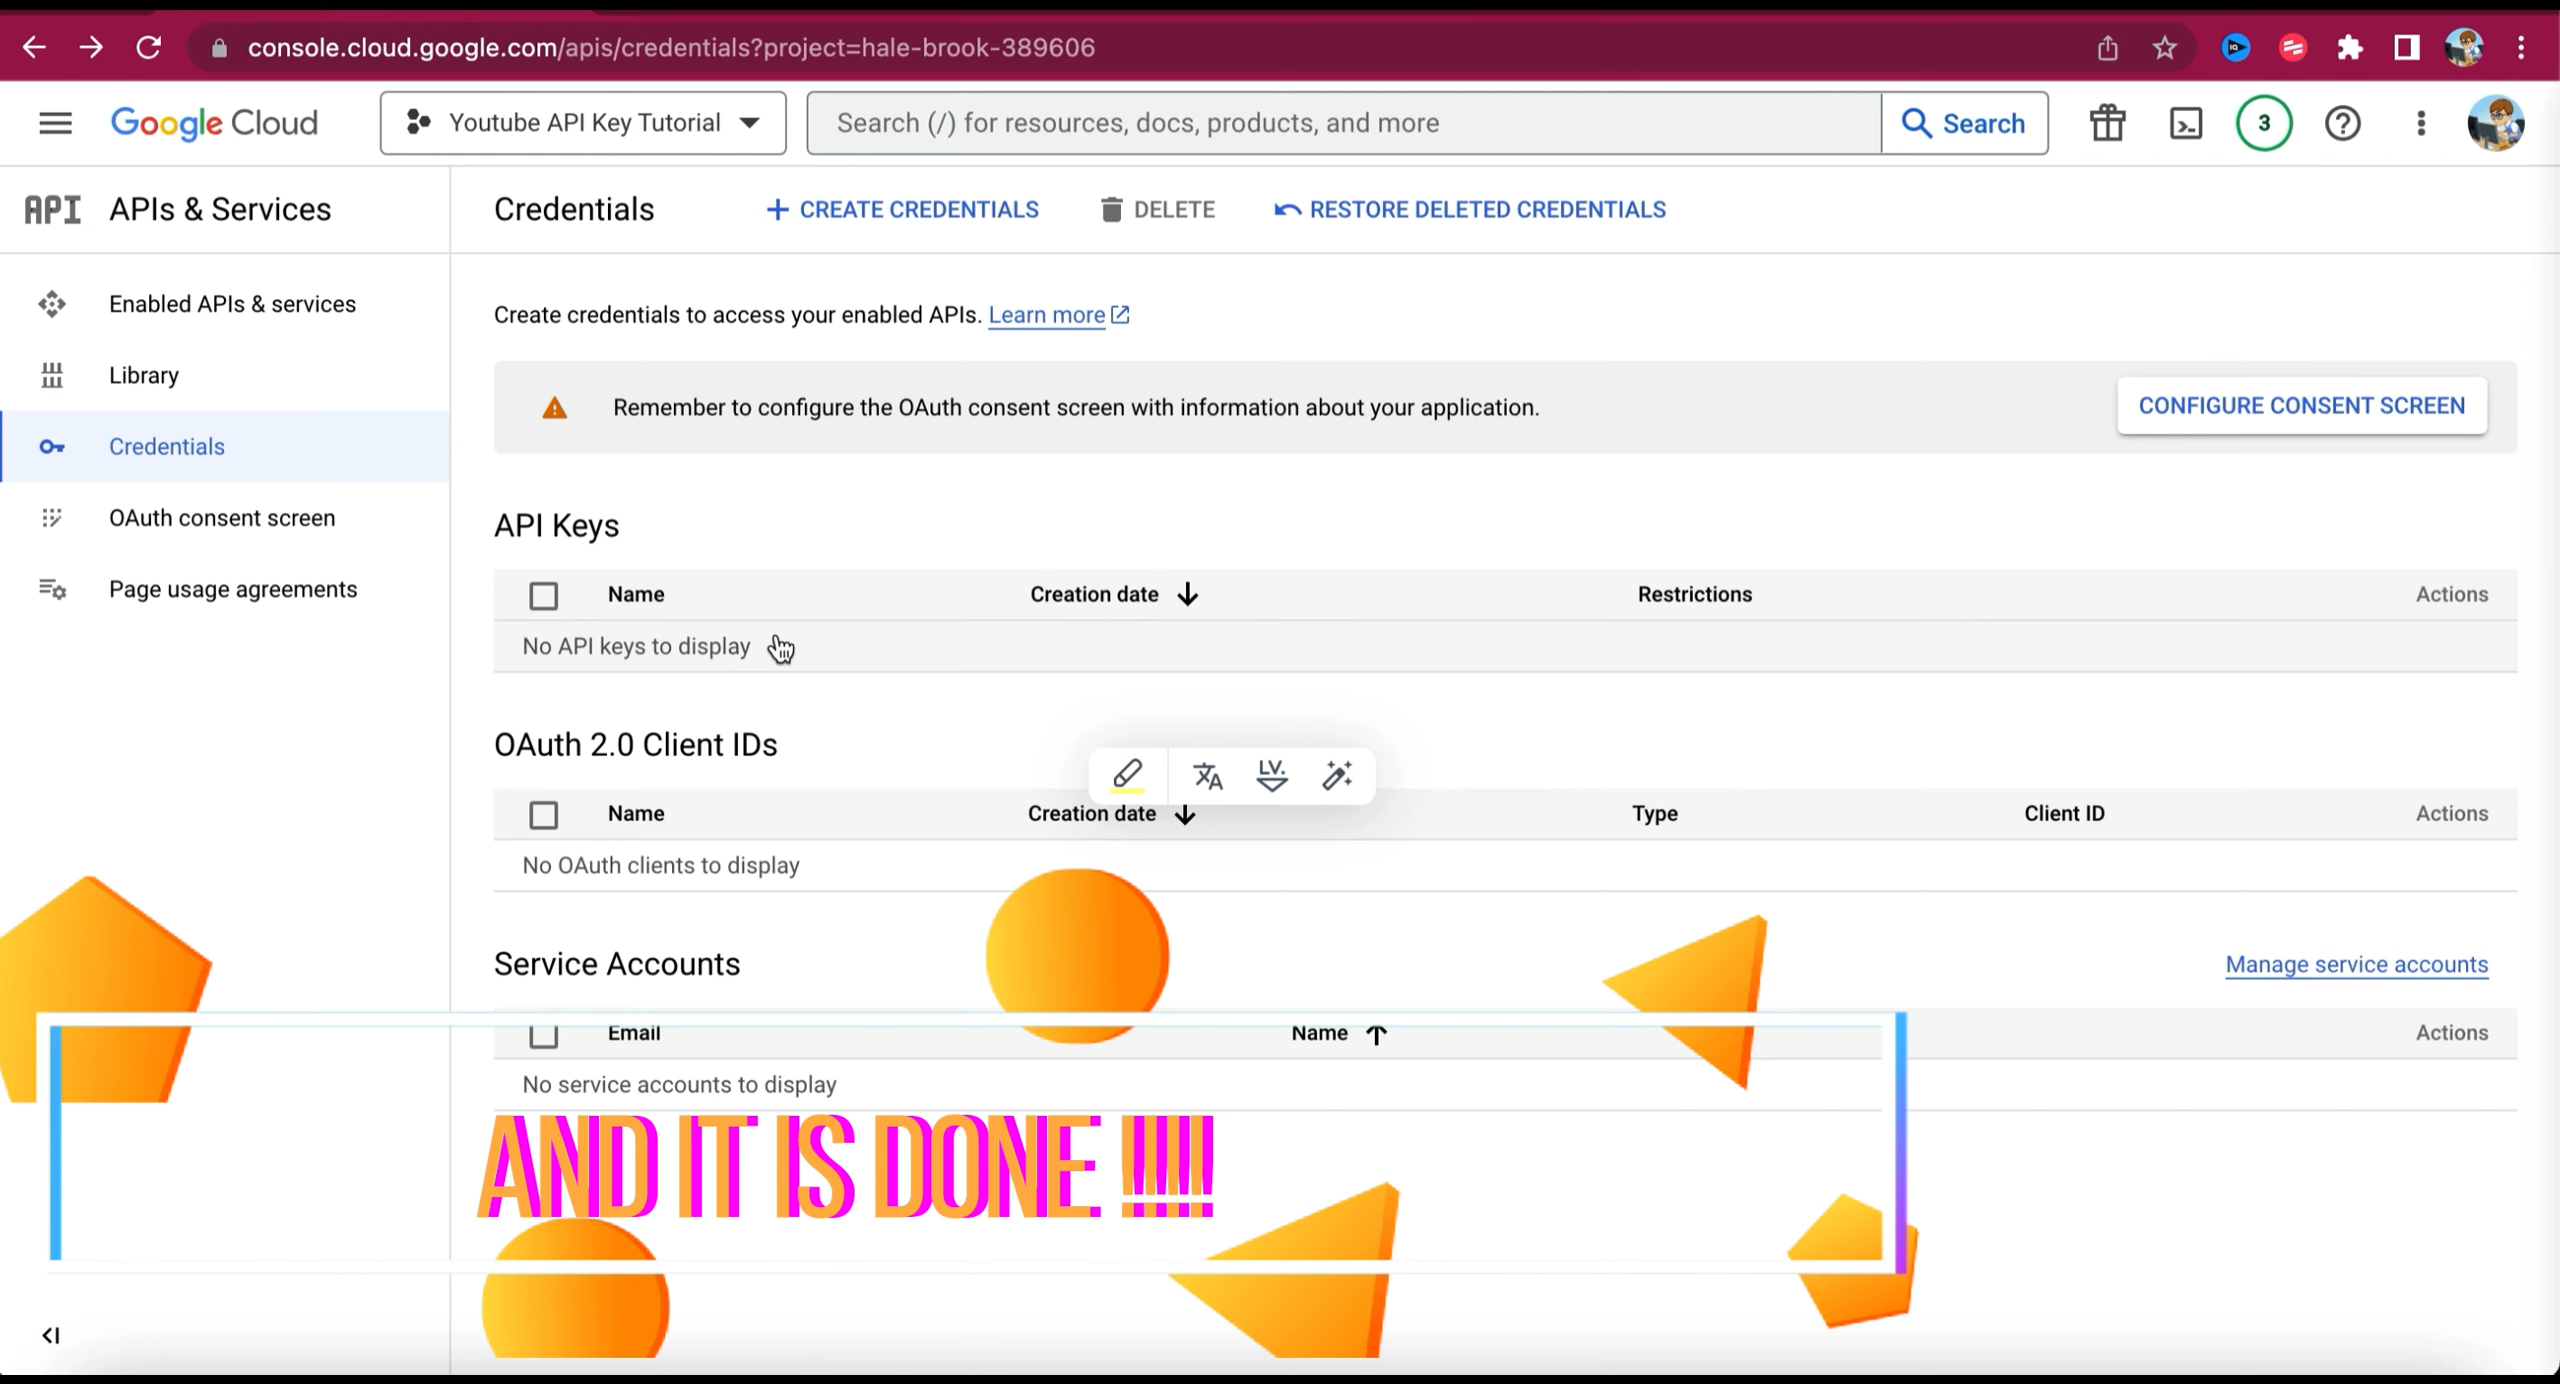 console.cloud.google.com/apis/credentials?project=hale-brook-389606
Google Cloud
Youtube API Key Tutorial
Search (/) for resources, docs, products, and more
Search
3
API
APIs & Services
Credentials
CREATE CREDENTIALS
DELETE
RESTORE DELETED CREDENTIALS
Enabled APIs & services
Library
Credentials
OAuth consent screen
Page usage agreements
Create credentials to access your enabled APIs. Learn more
Remember to configure the OAuth consent screen with information about your application.
CONFIGURE CONSENT SCREEN
API Keys
Name Creation date Restrictions Actions
No API keys to display
OAuth 2.0 Client IDs
LV.
Name Creation date Type Client ID Actions
No OAuth clients to display
Service Accounts
Manage service accounts
Email Name Actions
No service accounts to display
AND IT IS DONE !!!!!